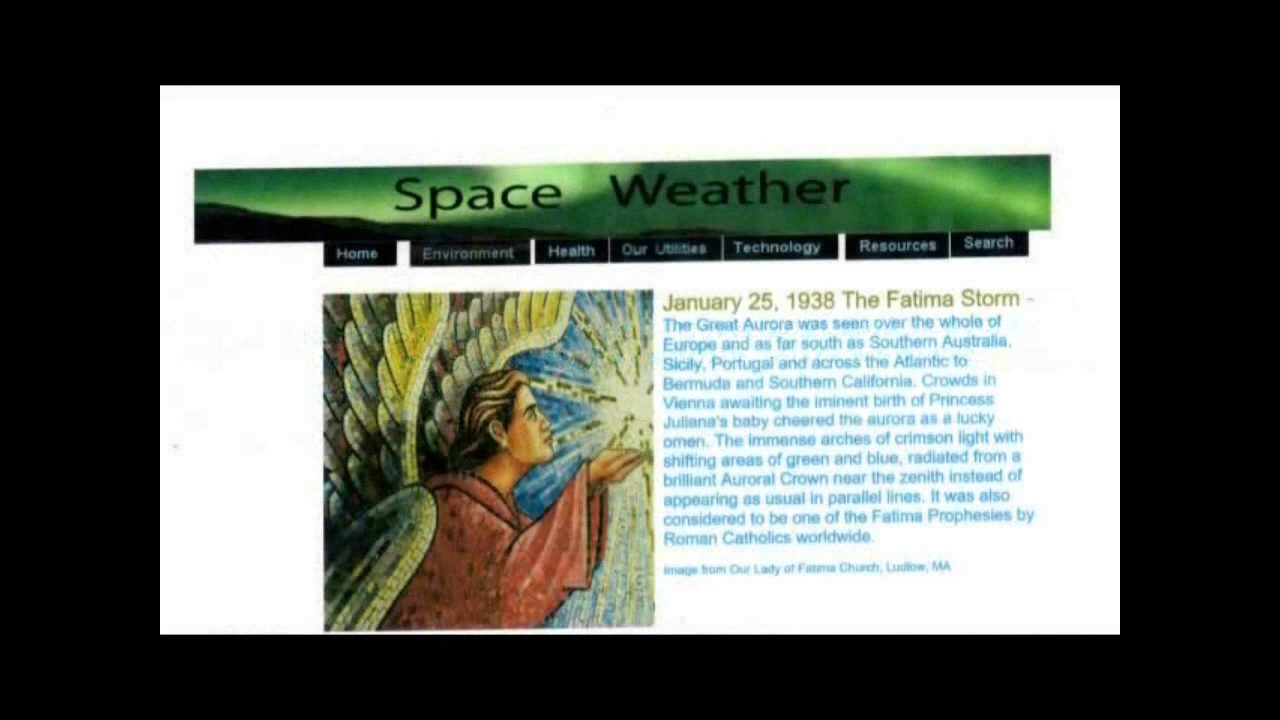 Space Weather
Home Environment Health Our Utilities Technology Resources Search
January 25, 1938 The Fatima Storm -
The Great Aurora was seen over the whole of
Europe and as far south as Southern Australia,
Sicily, Portugal and across the Atlantic to
Bermuda and Southern California. Crowds in
Vienna awaiting the iminent birth of Princess
Juliana's baby cheered the aurora as a lucky
omen. The immense arches of crimson light with
shifting areas of green and blue, radiated from a
brilliant Auroral Crown near the zenith instead of
appearing as usual in parallel lines. It was also
considered to be one of the Fatima Prophesies by
Roman Catholics worldwide.
Image from Our Lady of Fatima Church, Ludlow, MA